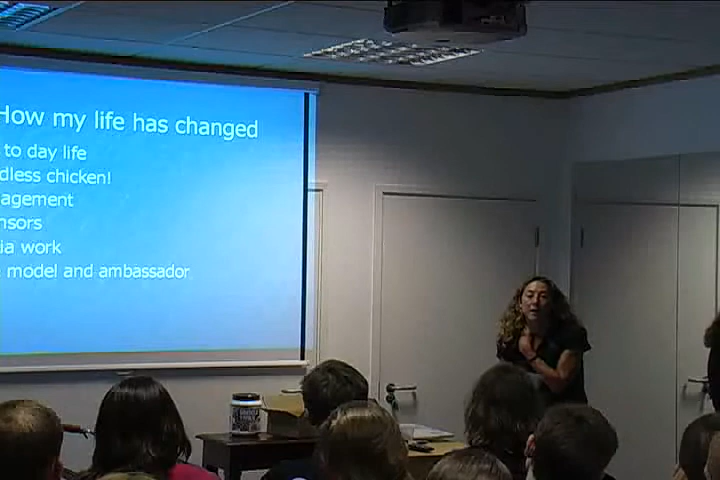 How my life has changed
to day life
dless chicken!
agement
nsors
ia work
model and ambassador